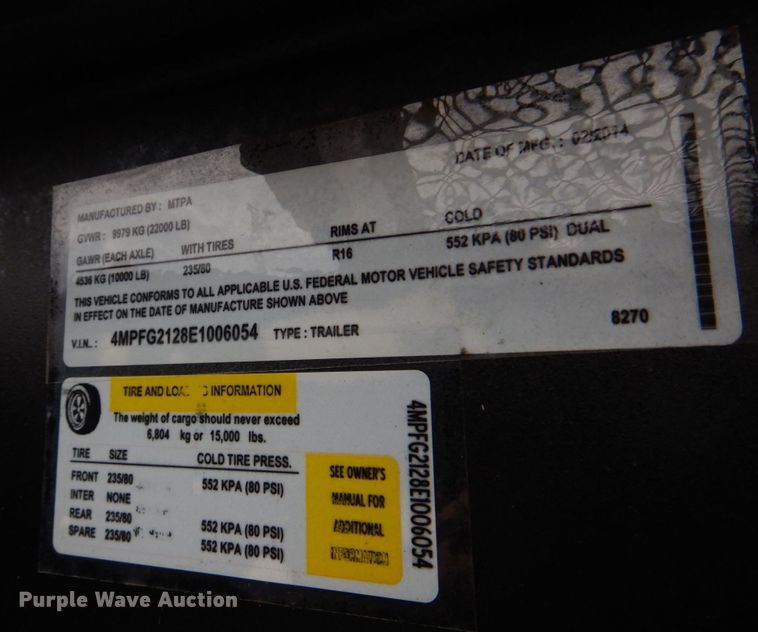 DATE OF MFG. : 02/2014
MANUFACTURED BY : MTPA
GVWR : 9979 KG (22000 LB)
GAWR (EACH AXLE) WITH TIRES RIMS AT COLD
4536 KG (10000 LB) 235/80 R16 552 KPA (80 PSI) DUAL
THIS VEHICLE CONFORMS TO ALL APPLICABLE U.S. FEDERAL MOTOR VEHICLE SAFETY STANDARDS
IN EFFECT ON THE DATE OF MANUFACTURE SHOWN ABOVE
V.I.N.. : 4MPFG2128E1006054 TYPE : TRAILER
8270
TIRE AND INFORMATION
The weight of cargo should never exceed
6,804 kg or 15,000 lbs.
TIRE SIZE COLD TIRE PRESS.
FRONT 235/80 552 KPA (80 PSI)
INTER NONE
REAR 235/80 552 KPA (80 PSI)
SPARE 235/80 552 KPA (80 PSI)
SEE OWNER'S
MANUAL FOR
ADDITIONAL
INFORMATION
4MPFG2128E1006054
Purple Wave Auction